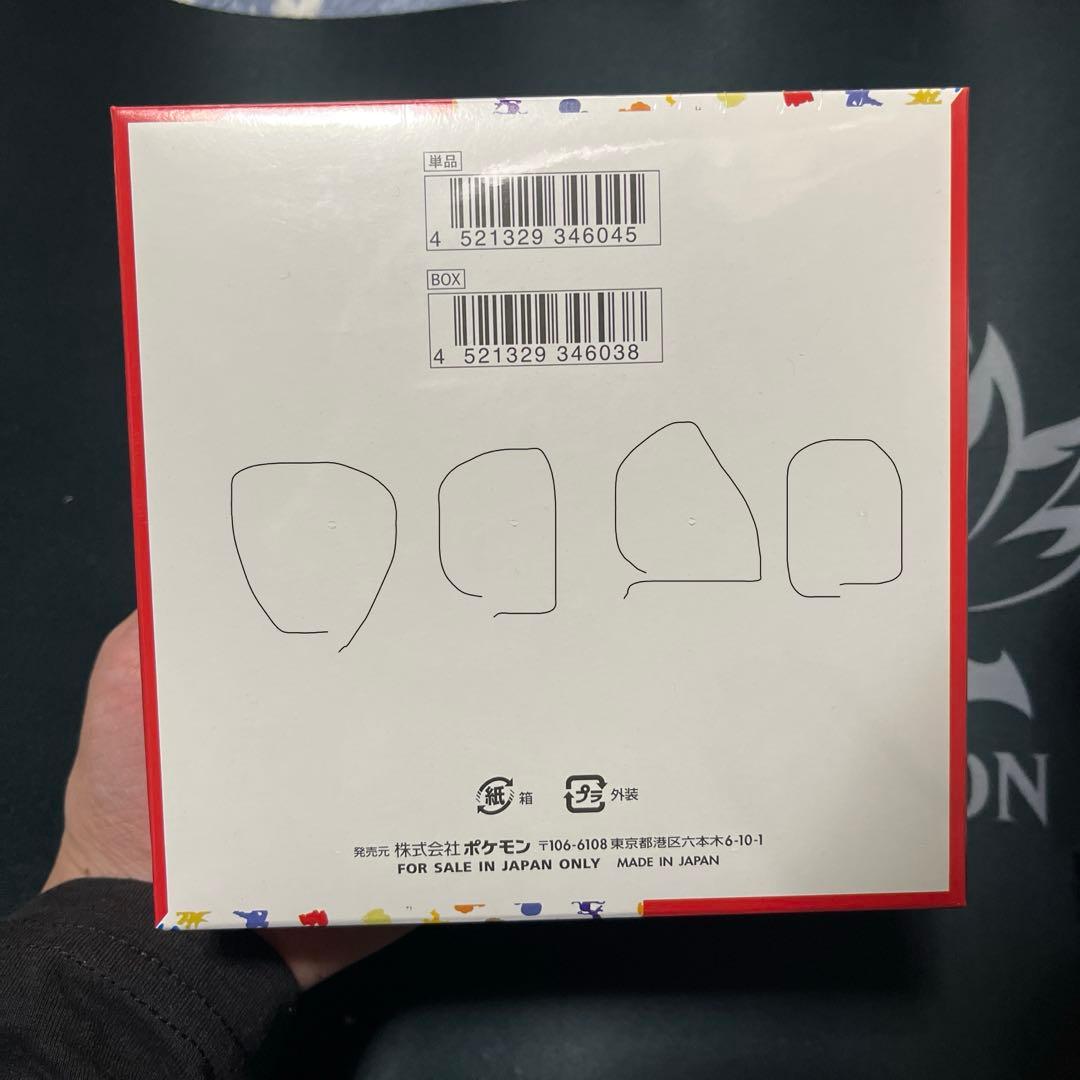 単品
4 521329 346045
BOX
4 521329 346038
紙 箱 プラ 外装
発売元 株式会社ポケモン 〒106-6108 東京都港区六本木6-10-1
FOR SALE IN JAPAN ONLY MADE IN JAPAN
ON